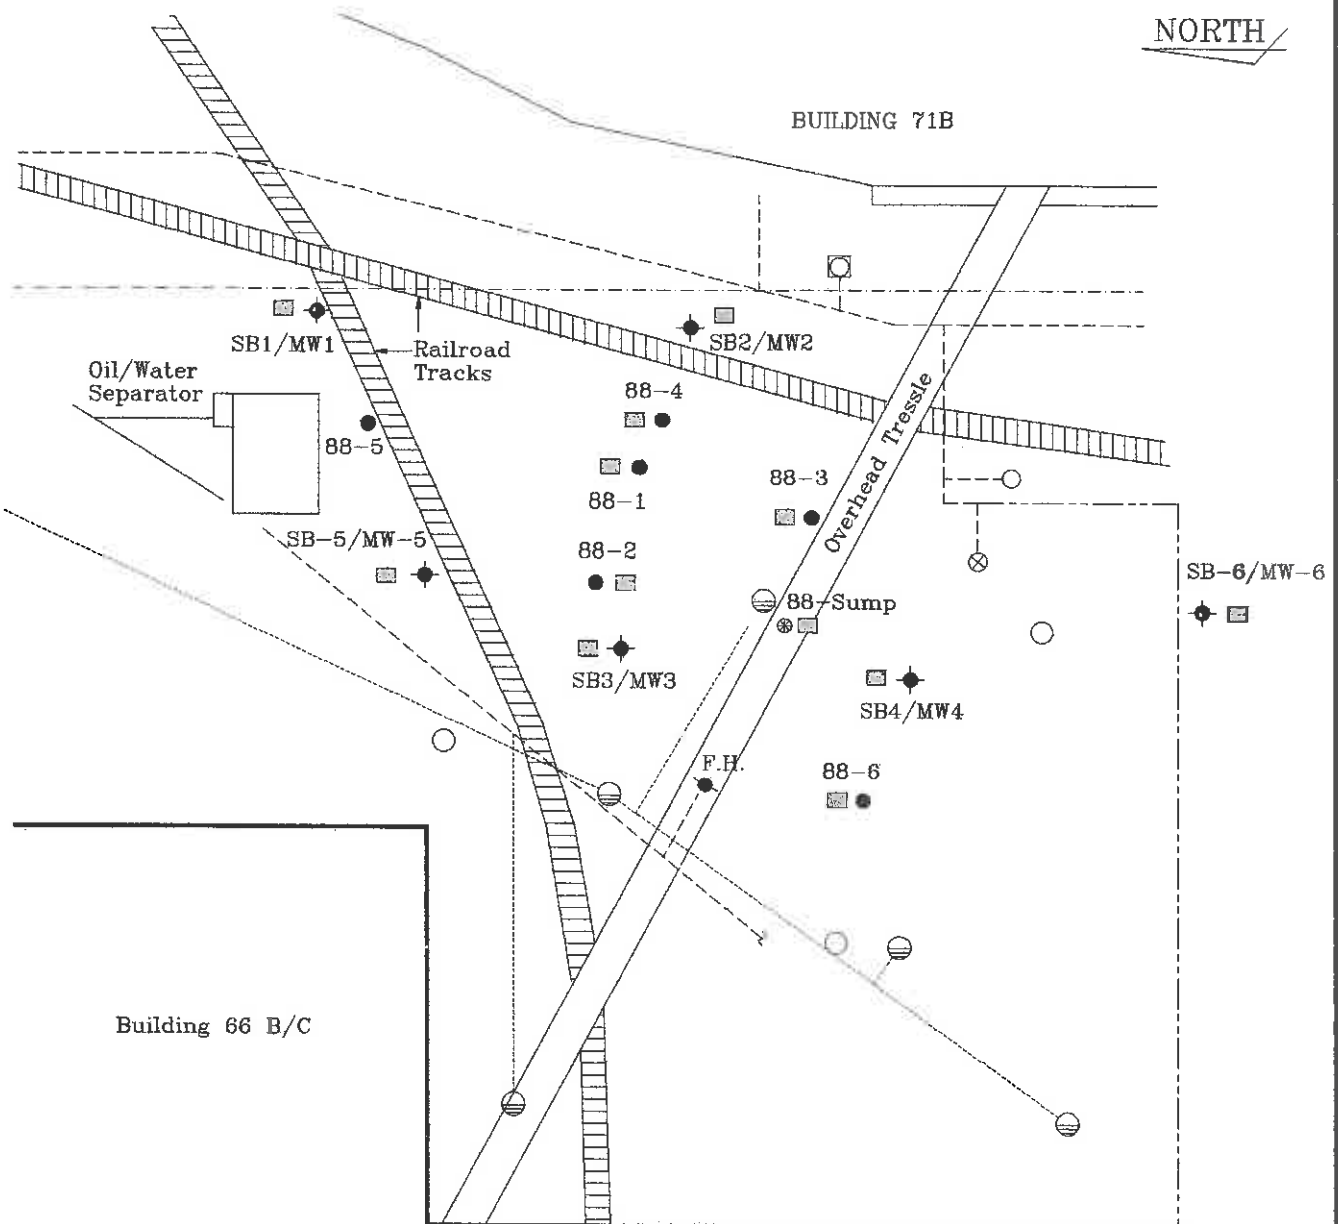 NORTH
BUILDING 71B
SB1/MW1
SB2/MW2
Railroad
Tracks
Oil/Water
Separator
88-4
88-5
88-1
88-3
Overhead Tressle
SB-5/MW-5
88-2
SB-6/MW-6
88-Sump
SB3/MW3
SB4/MW4
F.H.
88-6
Building 66 B/C